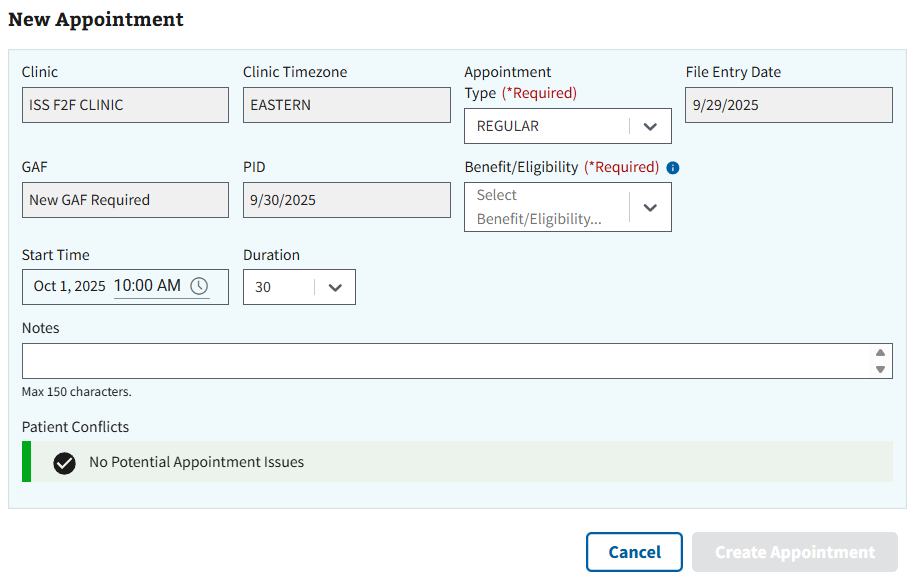 New Appointment
Clinic
Clinic Timezone
Appointment
Type (*Required)
File Entry Date
ISS F2F CLINIC
EASTERN
REGULAR
9/29/2025
GAF
PID
Benefit/Eligibility (*Required)
New GAF Required
9/30/2025
Select
Benefit/Eligibility...
Start Time
Duration
Oct 1, 2025 10:00 AM
30
Notes
Max 150 characters.
Patient Conflicts
No Potential Appointment Issues
Cancel
Create Appointment